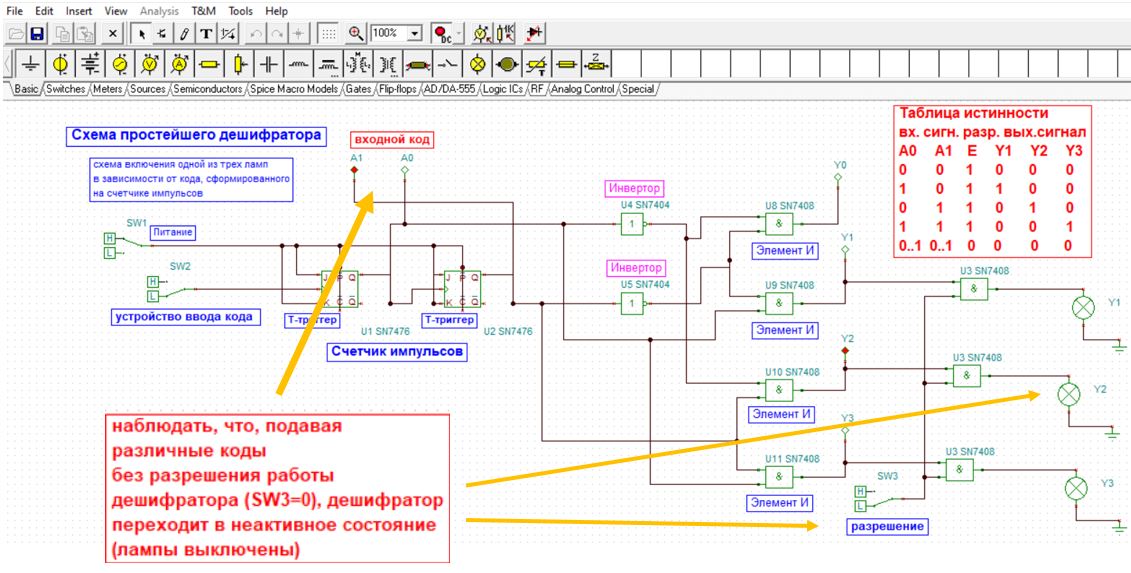 File Edit Insert View Analysis T&M Tools Help
DC 100% 1K
M M Z
Basic Switches Meters Sources Semiconductors Spice Macro Models Gates Flip-flops AD/DA-555 Logic ICs RF Analog Control Special
Схема простейшего дешифратора
схема включения одной из трех ламп
в зависимости от кода, сформированного
на счетчике импульсов
входной код
A1 A0
Таблица истинности
вх. сигн. разр. вых.сигнал
A0 A1 E Y1 Y2 Y3
0 0 1 0 0 0
1 0 1 1 0 0
0 1 1 0 1 0
1 1 1 0 0 1
0..1 0..1 0 0 0 0
SW1
H
L
Питание
SW2
H
L
устройство ввода кода
J P Q
K C Q
Т-триггер
U1 SN7476
J P Q
K C Q
Т-триггер
U2 SN7476
Счетчик импульсов
Инвертор
U4 SN7404
1
Инвертор
U5 SN7404
1
Y0
U8 SN7408
&
Элемент И
Y1
U9 SN7408
&
Элемент И
Y2
U10 SN7408
&
Элемент И
Y3
U11 SN7408
&
Элемент И
U3 SN7408
&
Y1
U3 SN7408
&
Y2
U3 SN7408
&
Y3
SW3
H
L
разрешение
наблюдать, что, подавая
различные коды
без разрешения работы
дешифратора (SW3=0), дешифратор
переходит в неактивное состояние
(лампы выключены)